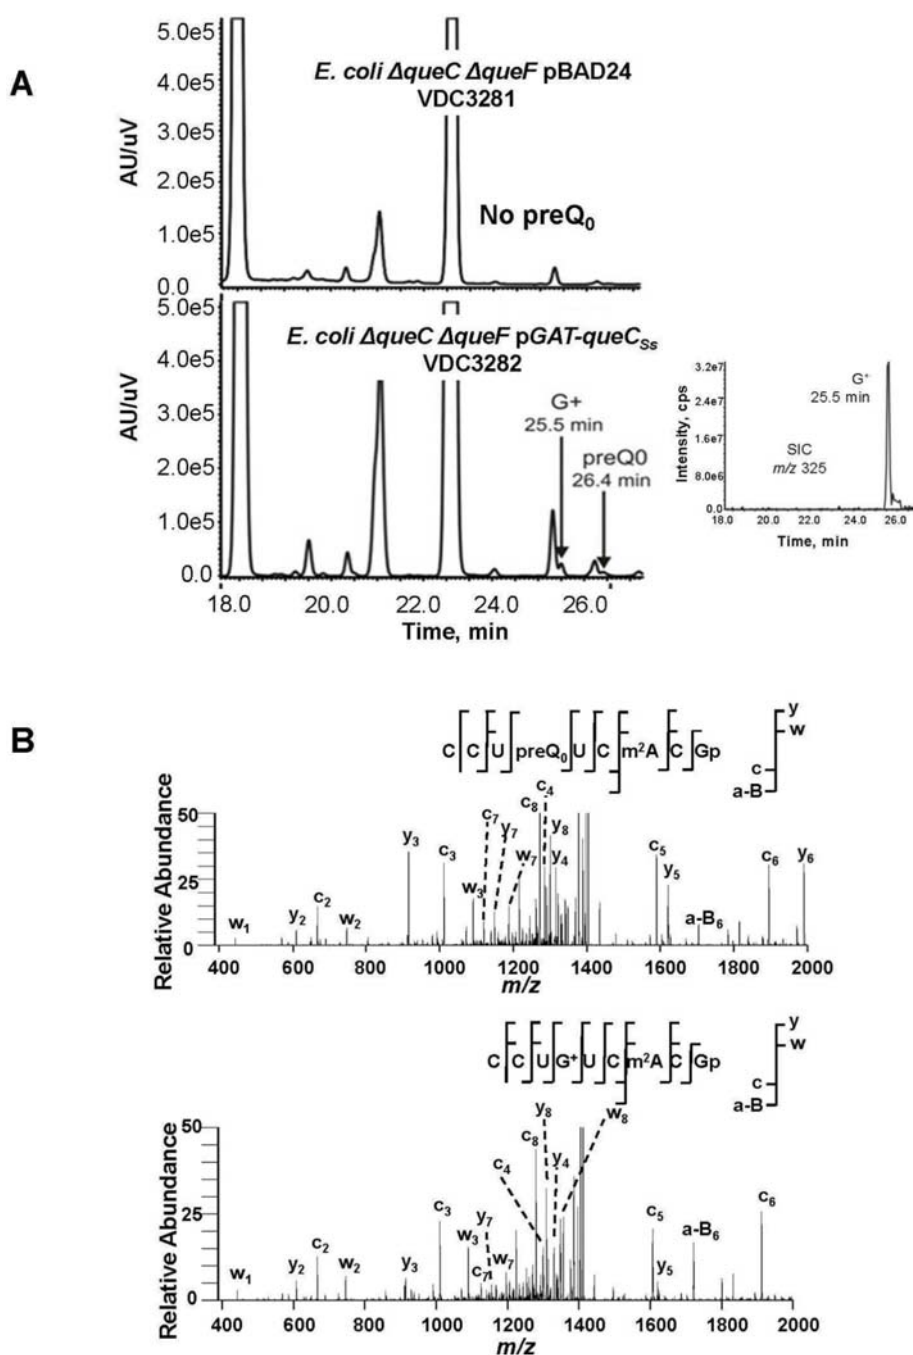 A
5.0e5
4.0e5
3.0e5
2.0e5
1.0e5
0.0
AU/uV
E. coli ΔqueC ΔqueF pBAD24
VDC3281
No preQ0
5.0e5
4.0e5
3.0e5
2.0e5
1.0e5
0.0
AU/uV
E. coli ΔqueC ΔqueF pGAT-queCSs
VDC3282
G+
25.5 min
preQ0
26.4 min
18.0 20.0 22.0 24.0 26.0
Time, min
3.2e7
2.4e7
1.6e7
8.0e6
0.0
Intensity, cps
G+
25.5 min
SIC
m/z 325
18.0 20.0 22.0 24.0 26.0
Time, min
B
C C U preQ0 U C m2A C Gp
y
w
c
a-B
50
25
0
Relative Abundance
w1 y2 c2 w2 y3 c3 w3 c7 y7 w7 c8 c4 y8 y4 c5 y5 a-B6 c6 y6
400 600 800 1000 1200 1400 1600 1800 2000
m/z
C C U G+ U C m2A C Gp
y
w
c
a-B
50
25
0
Relative Abundance
w1 y2 c2 w2 y3 c3 w3 y7 c7 w7 c4 c8 y8 y4 w8 c5 y5 a-B6 c6
400 600 800 1000 1200 1400 1600 1800 2000
m/z